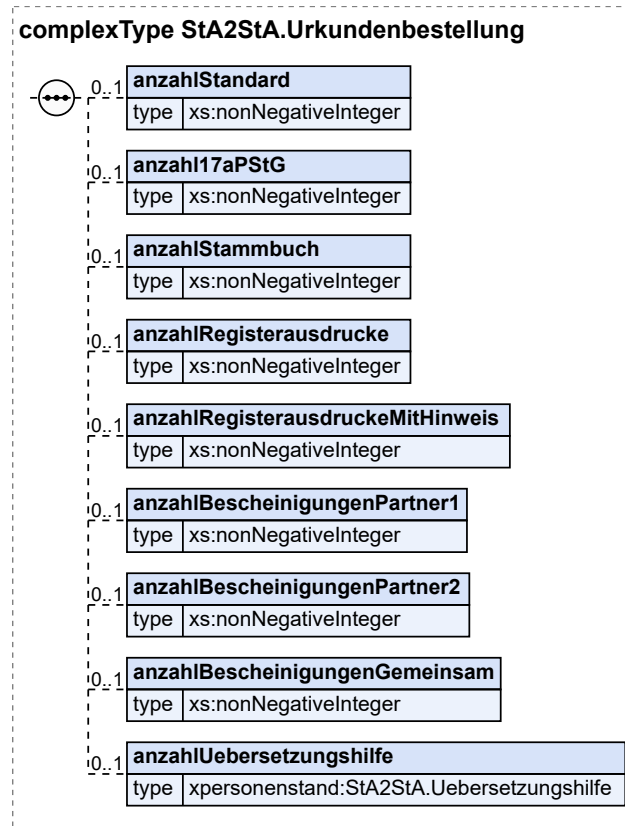 complexType StA2StA.Urkundenbestellung
0..1 anzahlStandard
type xs:nonNegativeInteger
0..1 anzahl17aPStG
type xs:nonNegativeInteger
0..1 anzahlStammbuch
type xs:nonNegativeInteger
0..1 anzahlRegisterausdrucke
type xs:nonNegativeInteger
0..1 anzahlRegisterausdruckeMitHinweis
type xs:nonNegativeInteger
0..1 anzahlBescheinigungenPartner1
type xs:nonNegativeInteger
0..1 anzahlBescheinigungenPartner2
type xs:nonNegativeInteger
0..1 anzahlBescheinigungenGemeinsam
type xs:nonNegativeInteger
0..1 anzahlUebersetzungshilfe
type xpersonenstand:StA2StA.Uebersetzungshilfe